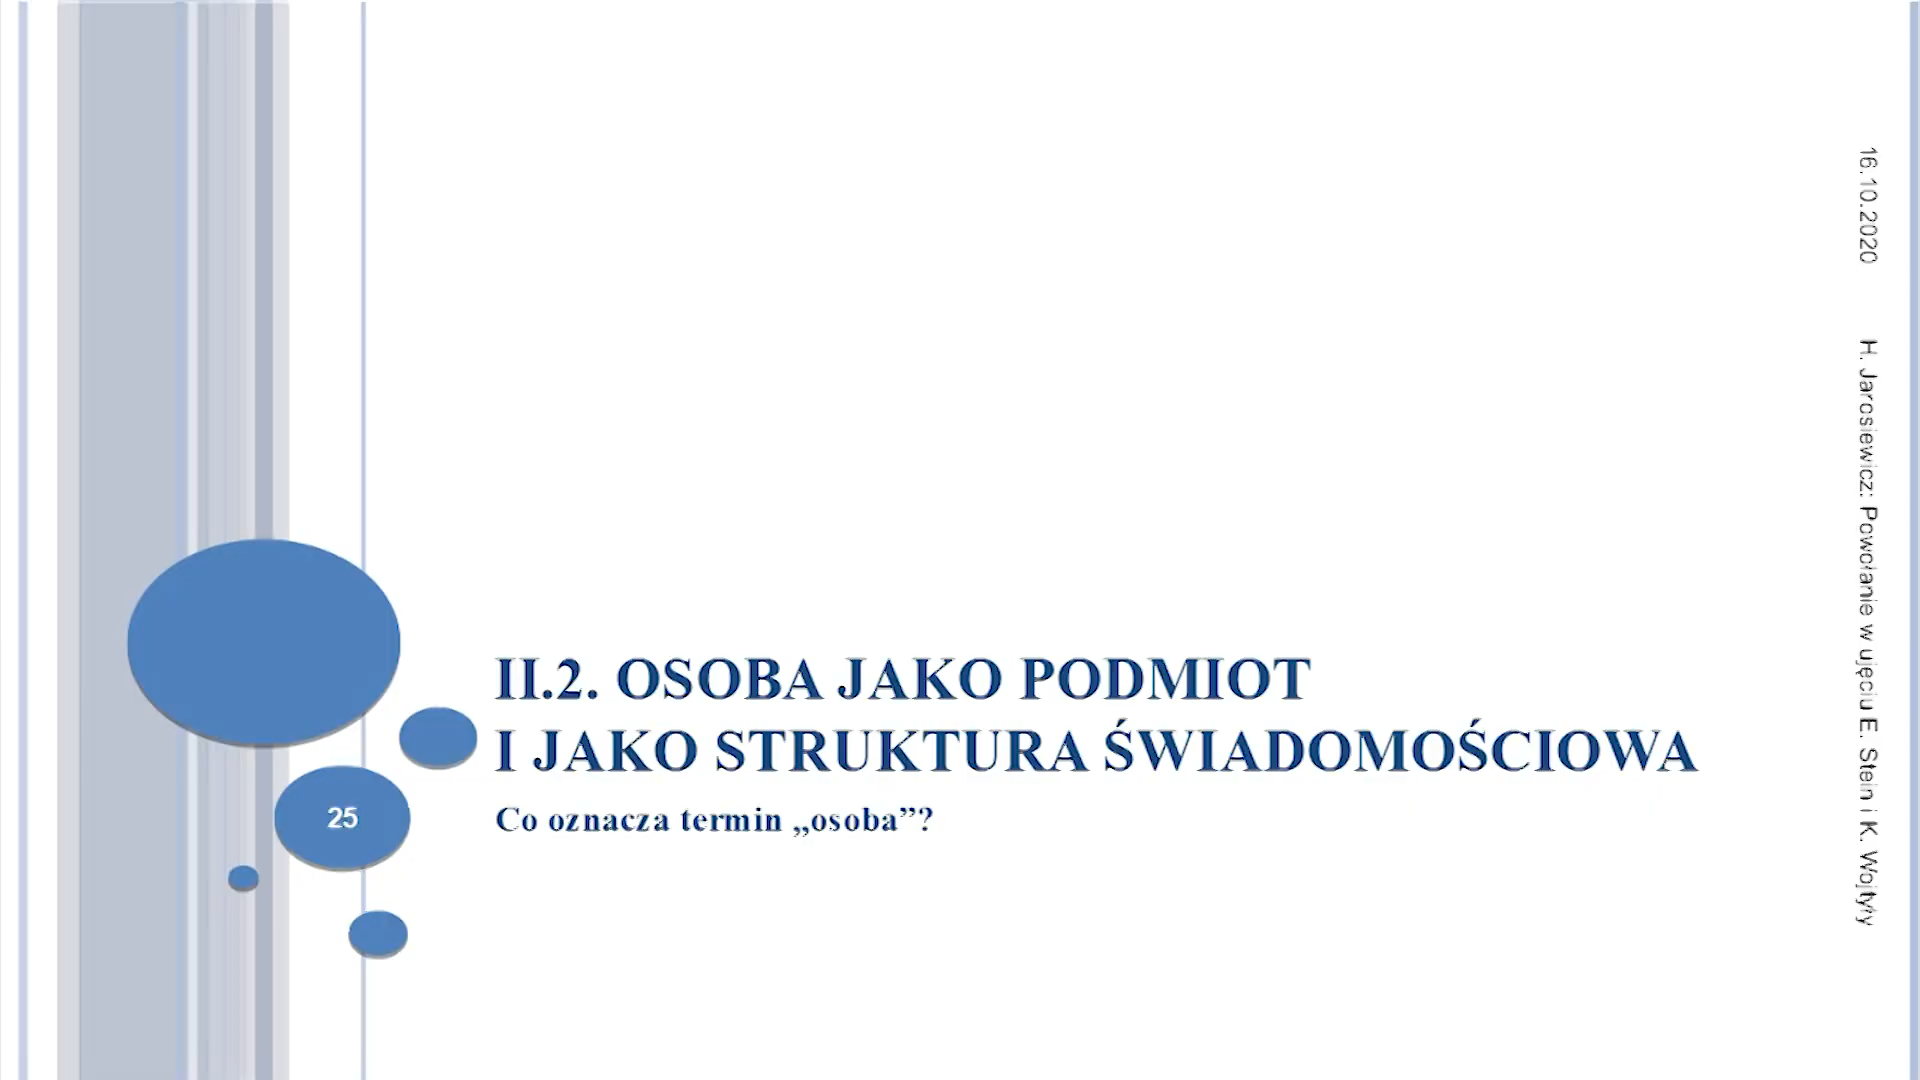 II.2. OSOBA JAKO PODMIOT
I JAKO STRUKTURA ŚWIADOMOŚCIOWA
Co oznacza termin „osoba”?
25
16.10.2020
H. Jarosiewicz: Powołanie w ujęciu E. Stein i K. Wojtyły